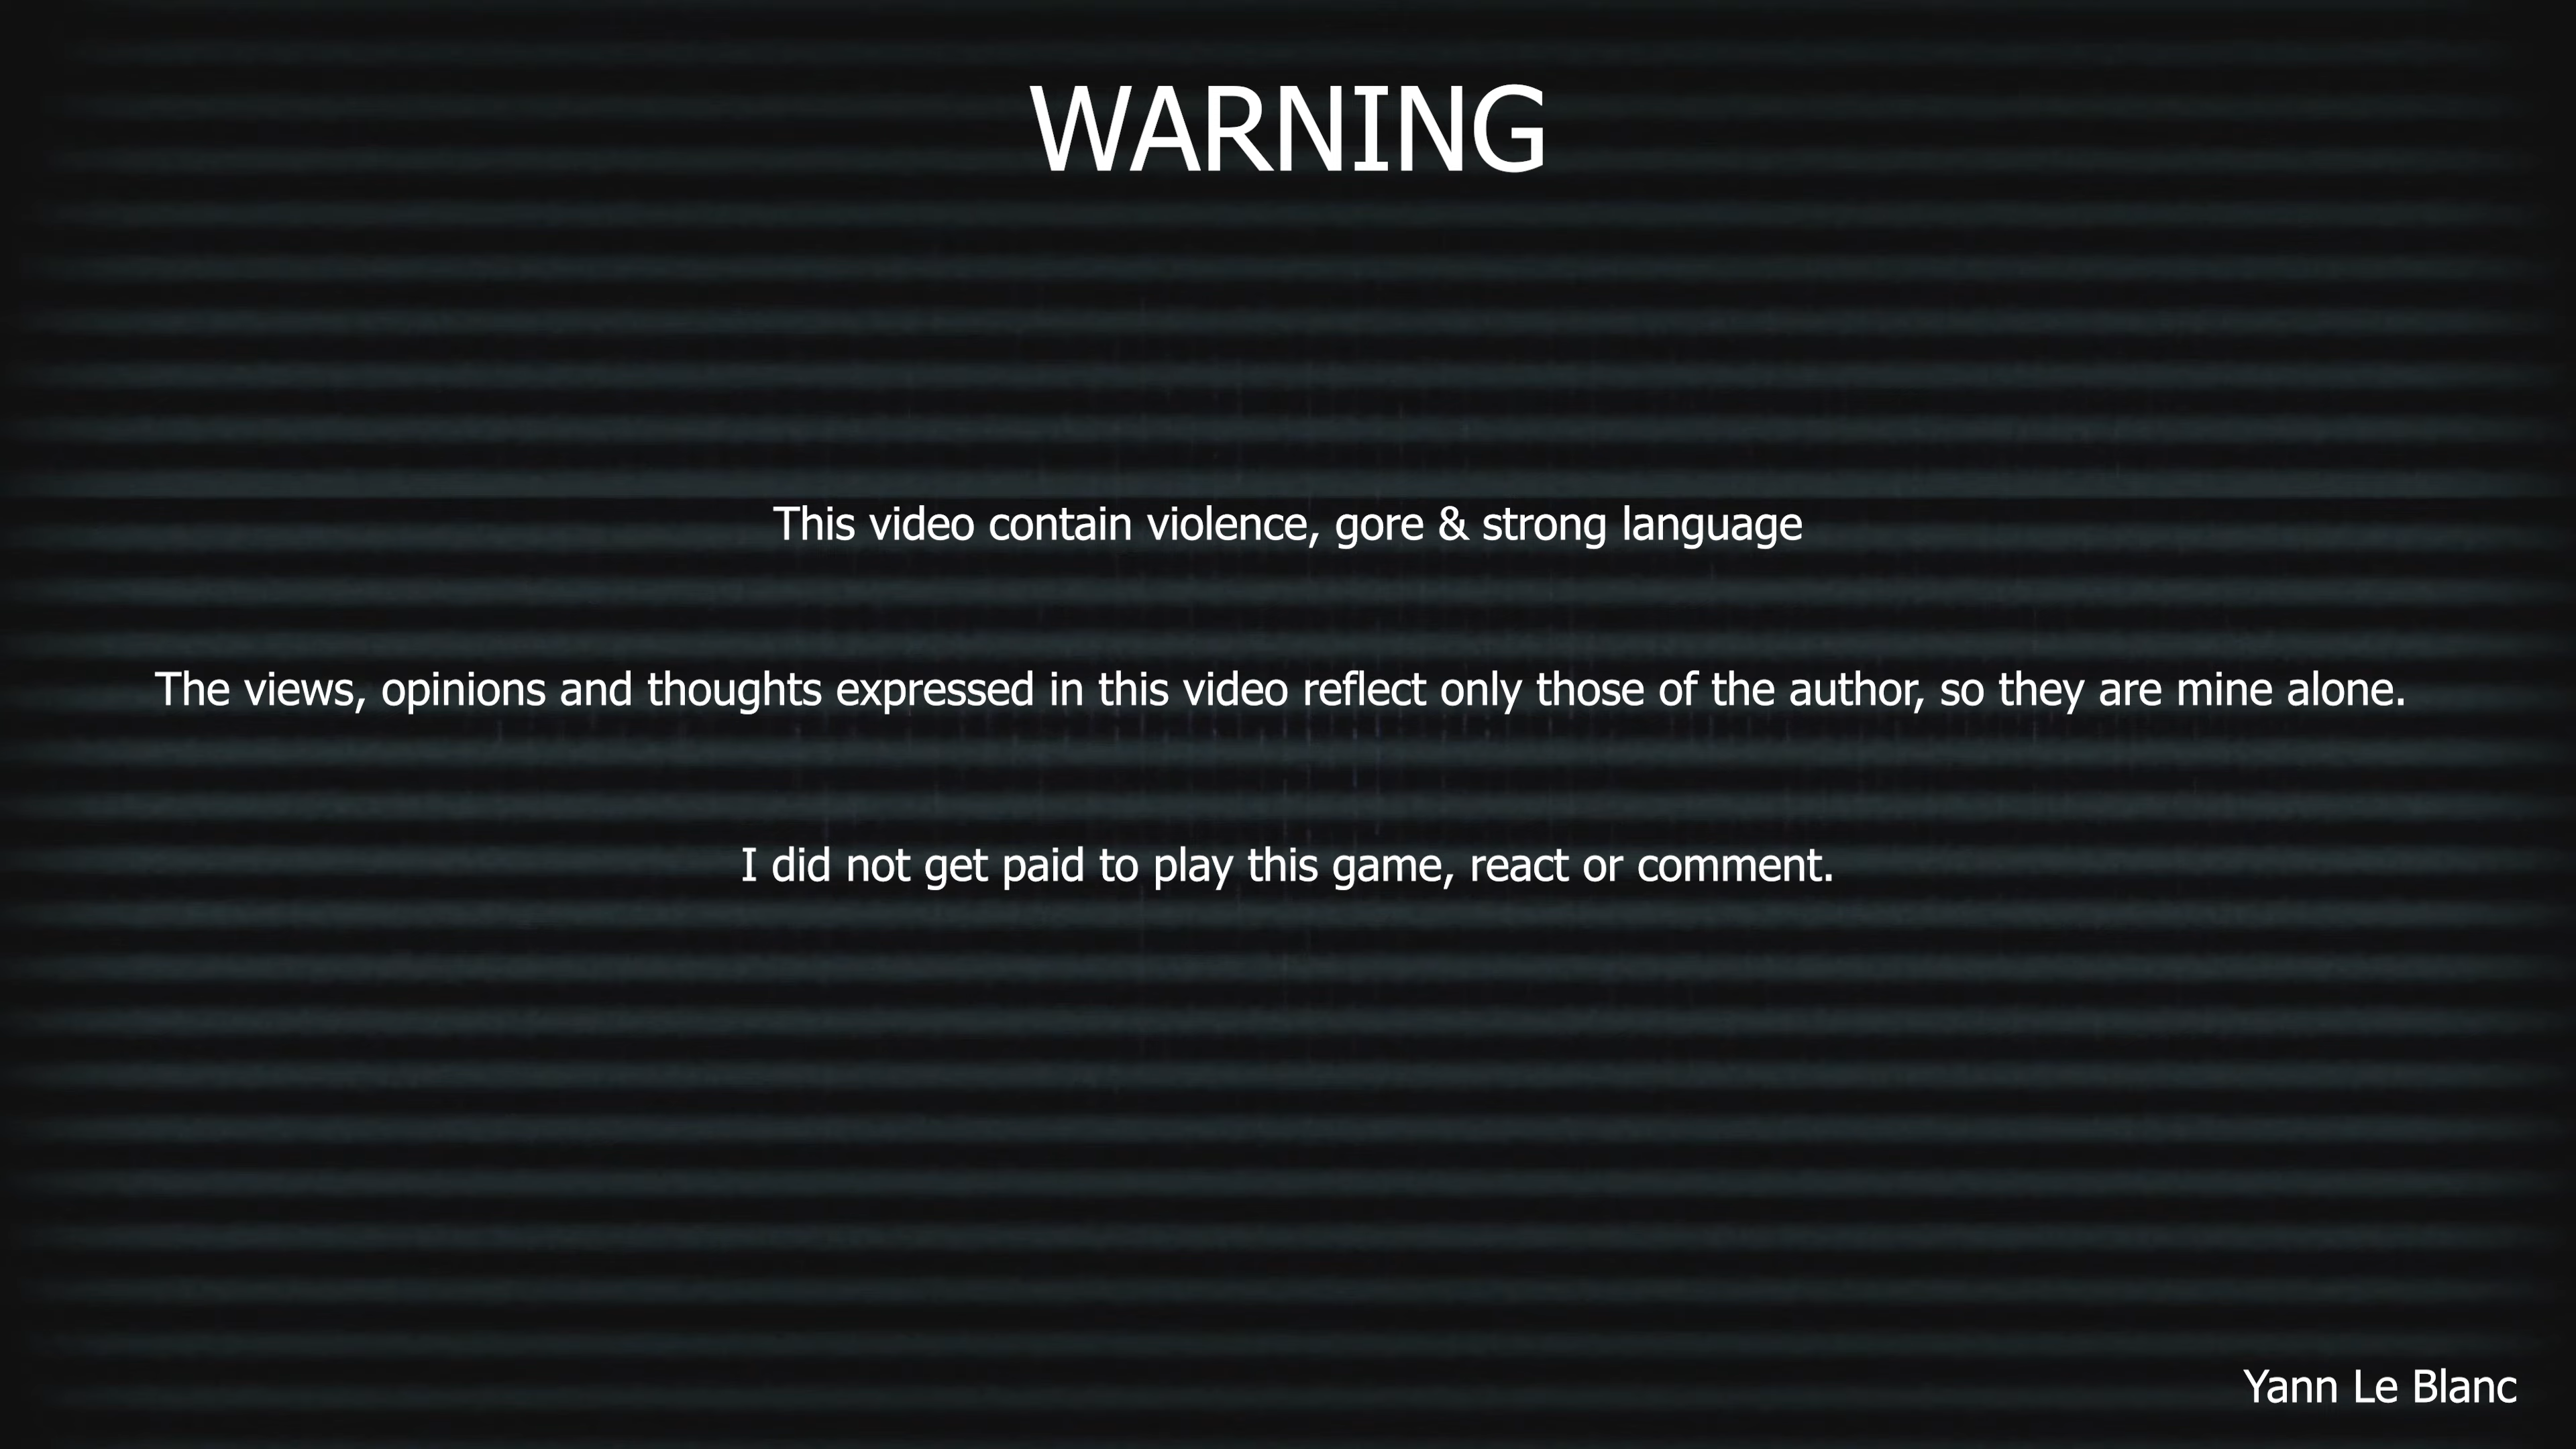 WARNING
This video contain violence, gore & strong language
The views, opinions and thoughts expressed in this video reflect only those of the author, so they are mine alone.
I did not get paid to play this game, react or comment.
Yann Le Blanc